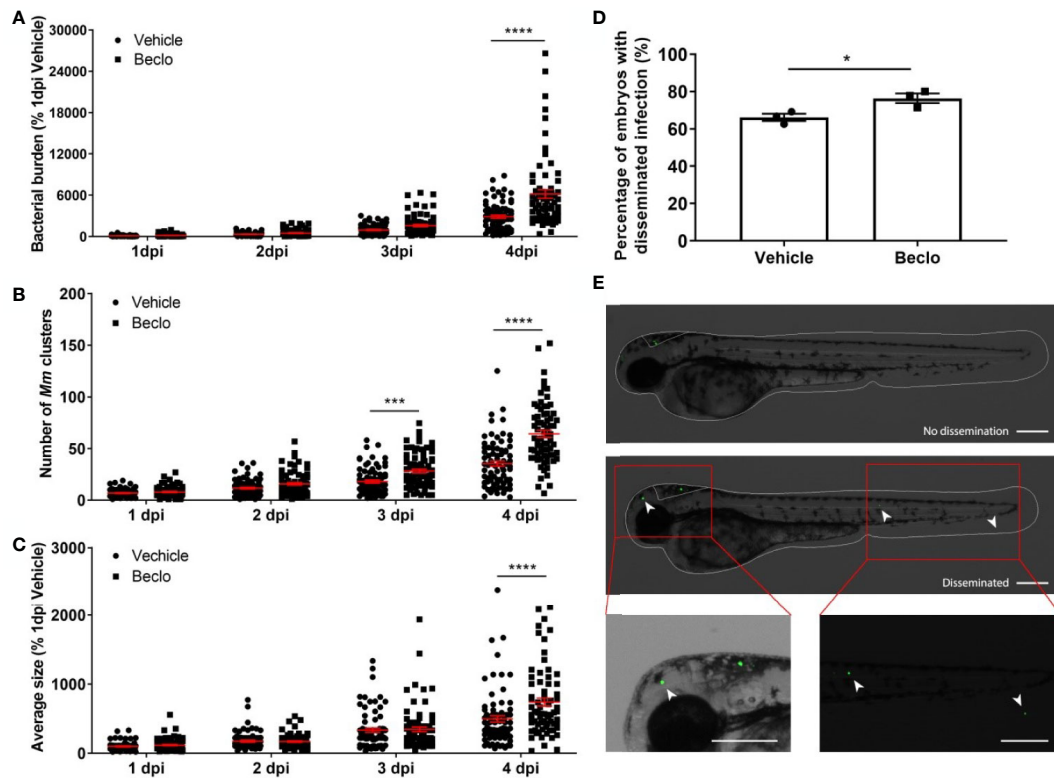 A
Bacterial burden (% 1dpi Vehicle)
30000
24000
18000
12000
6000
0
Vehicle
Beclo
****
1dpi
2dpi
3dpi
4dpi
B
Number of Mm clusters
200
150
100
50
0
Vehicle
Beclo
***
****
1 dpi
2 dpi
3 dpi
4 dpi
C
Average size (% 1dpi Vehicle)
3000
2000
1000
0
Vechicle
Beclo
****
1 dpi
2 dpi
3 dpi
4 dpi
D
Percentage of embryos with
disseminated infection (%)
100
80
60
40
20
0
*
Vehicle
Beclo
E
No dissemination
Disseminated